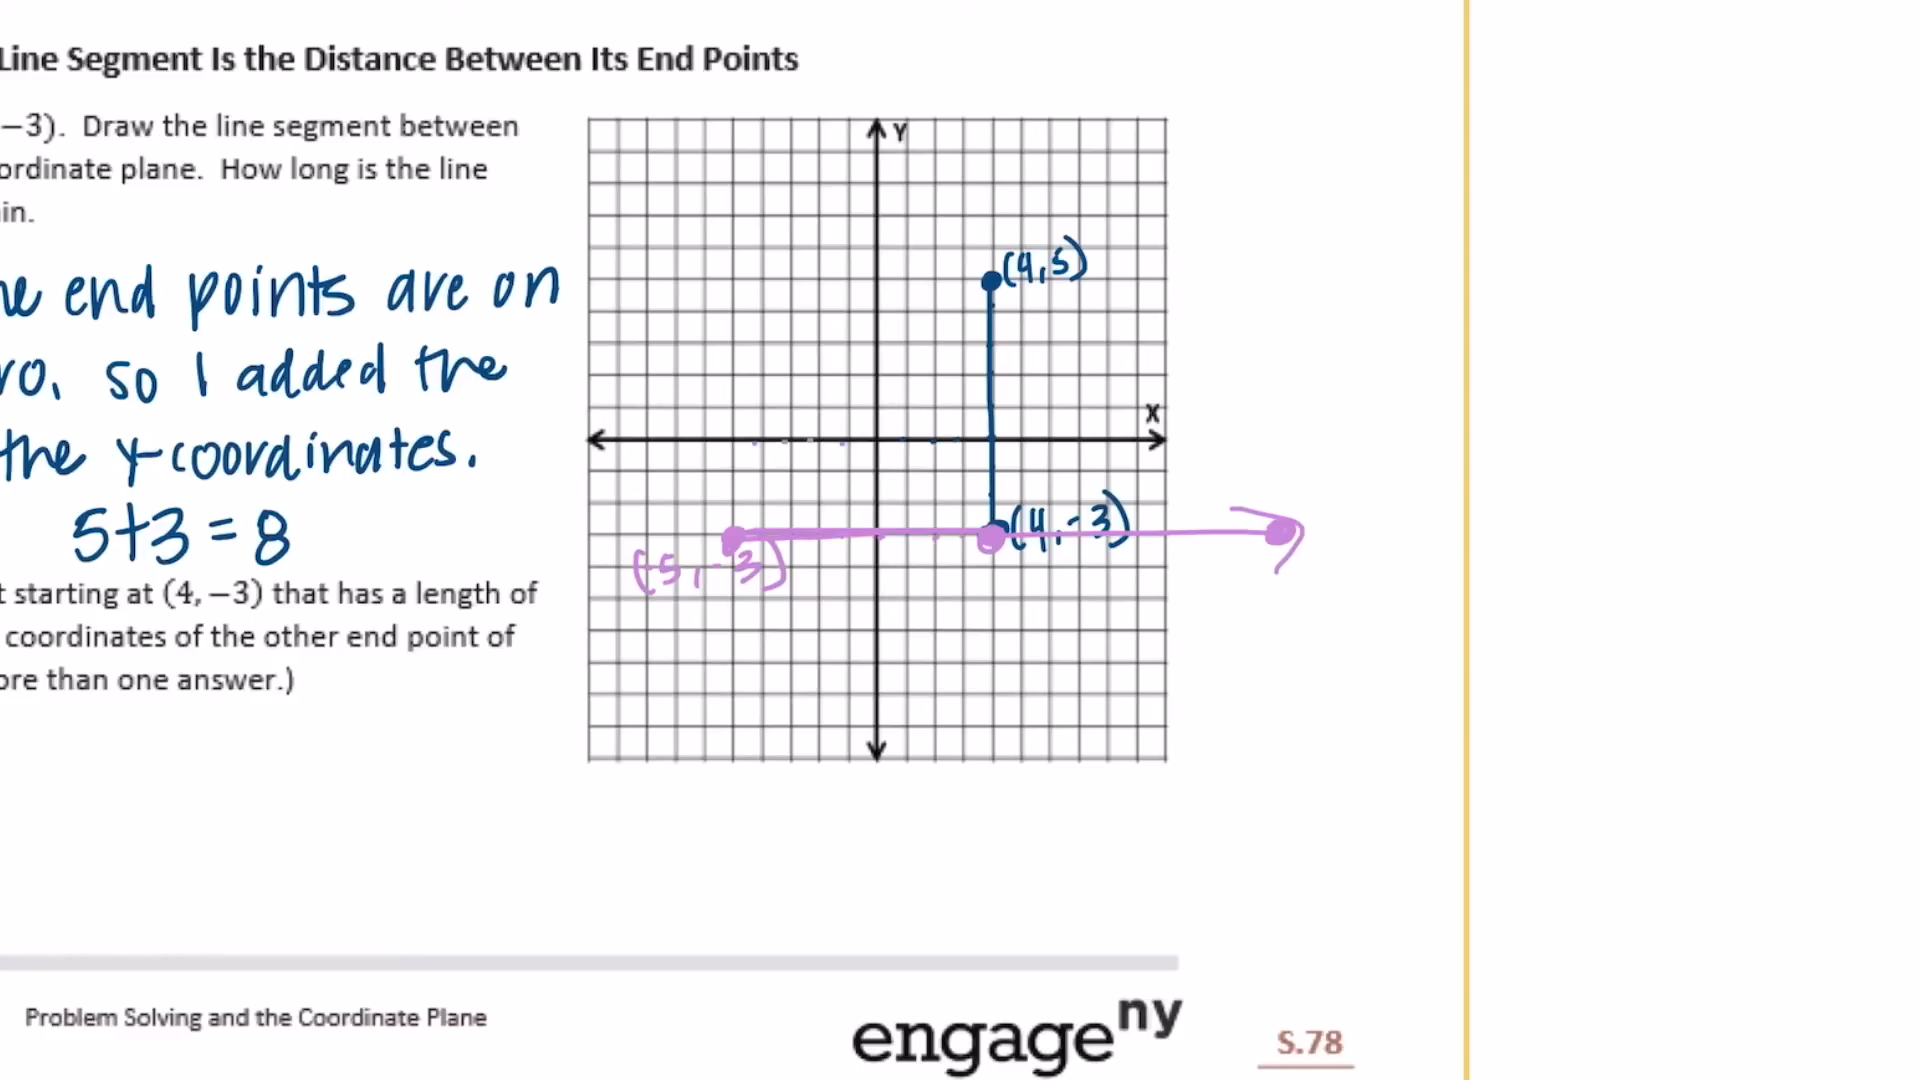 Line Segment Is the Distance Between Its End Points
−3). Draw the line segment between
ordinate plane. How long is the line
in.
end points are on
so I added the
the y-coordinates.
5+3=8
t starting at (4, −3) that has a length of
coordinates of the other end point of
ore than one answer.)
Y
(4,5)
X
(4,-3)
(-5,-3)
Problem Solving and the Coordinate Plane
engage ny
S.78